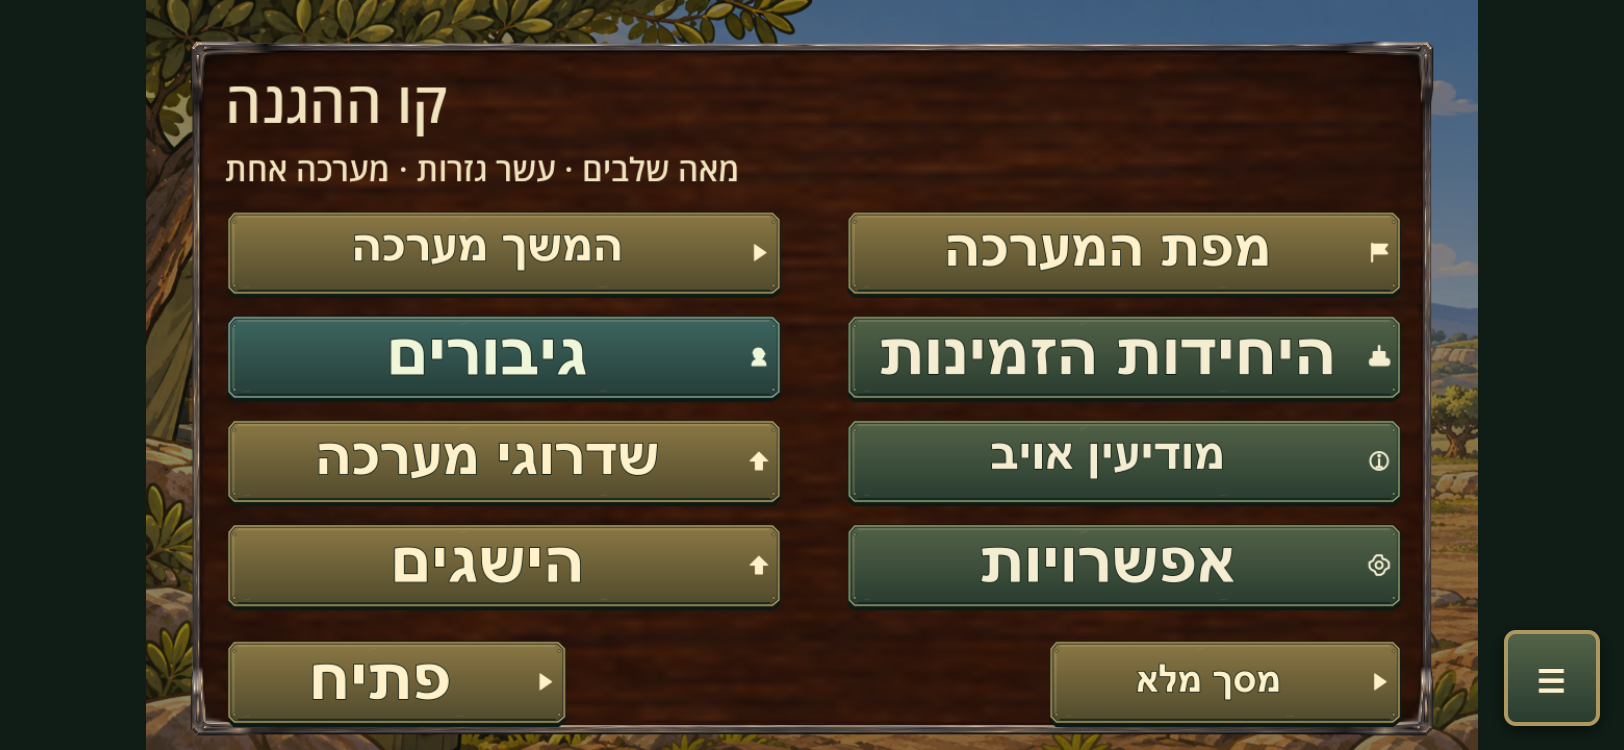 קו ההגנה
מאה שלבים · עשר גזרות · מערכה אחת
מפת המערכה
המשך מערכה
היחידות הזמינות
גיבורים
מודיעין אויב
שדרוגי מערכה
אפשרויות
הישגים
מסך מלא
פתיח